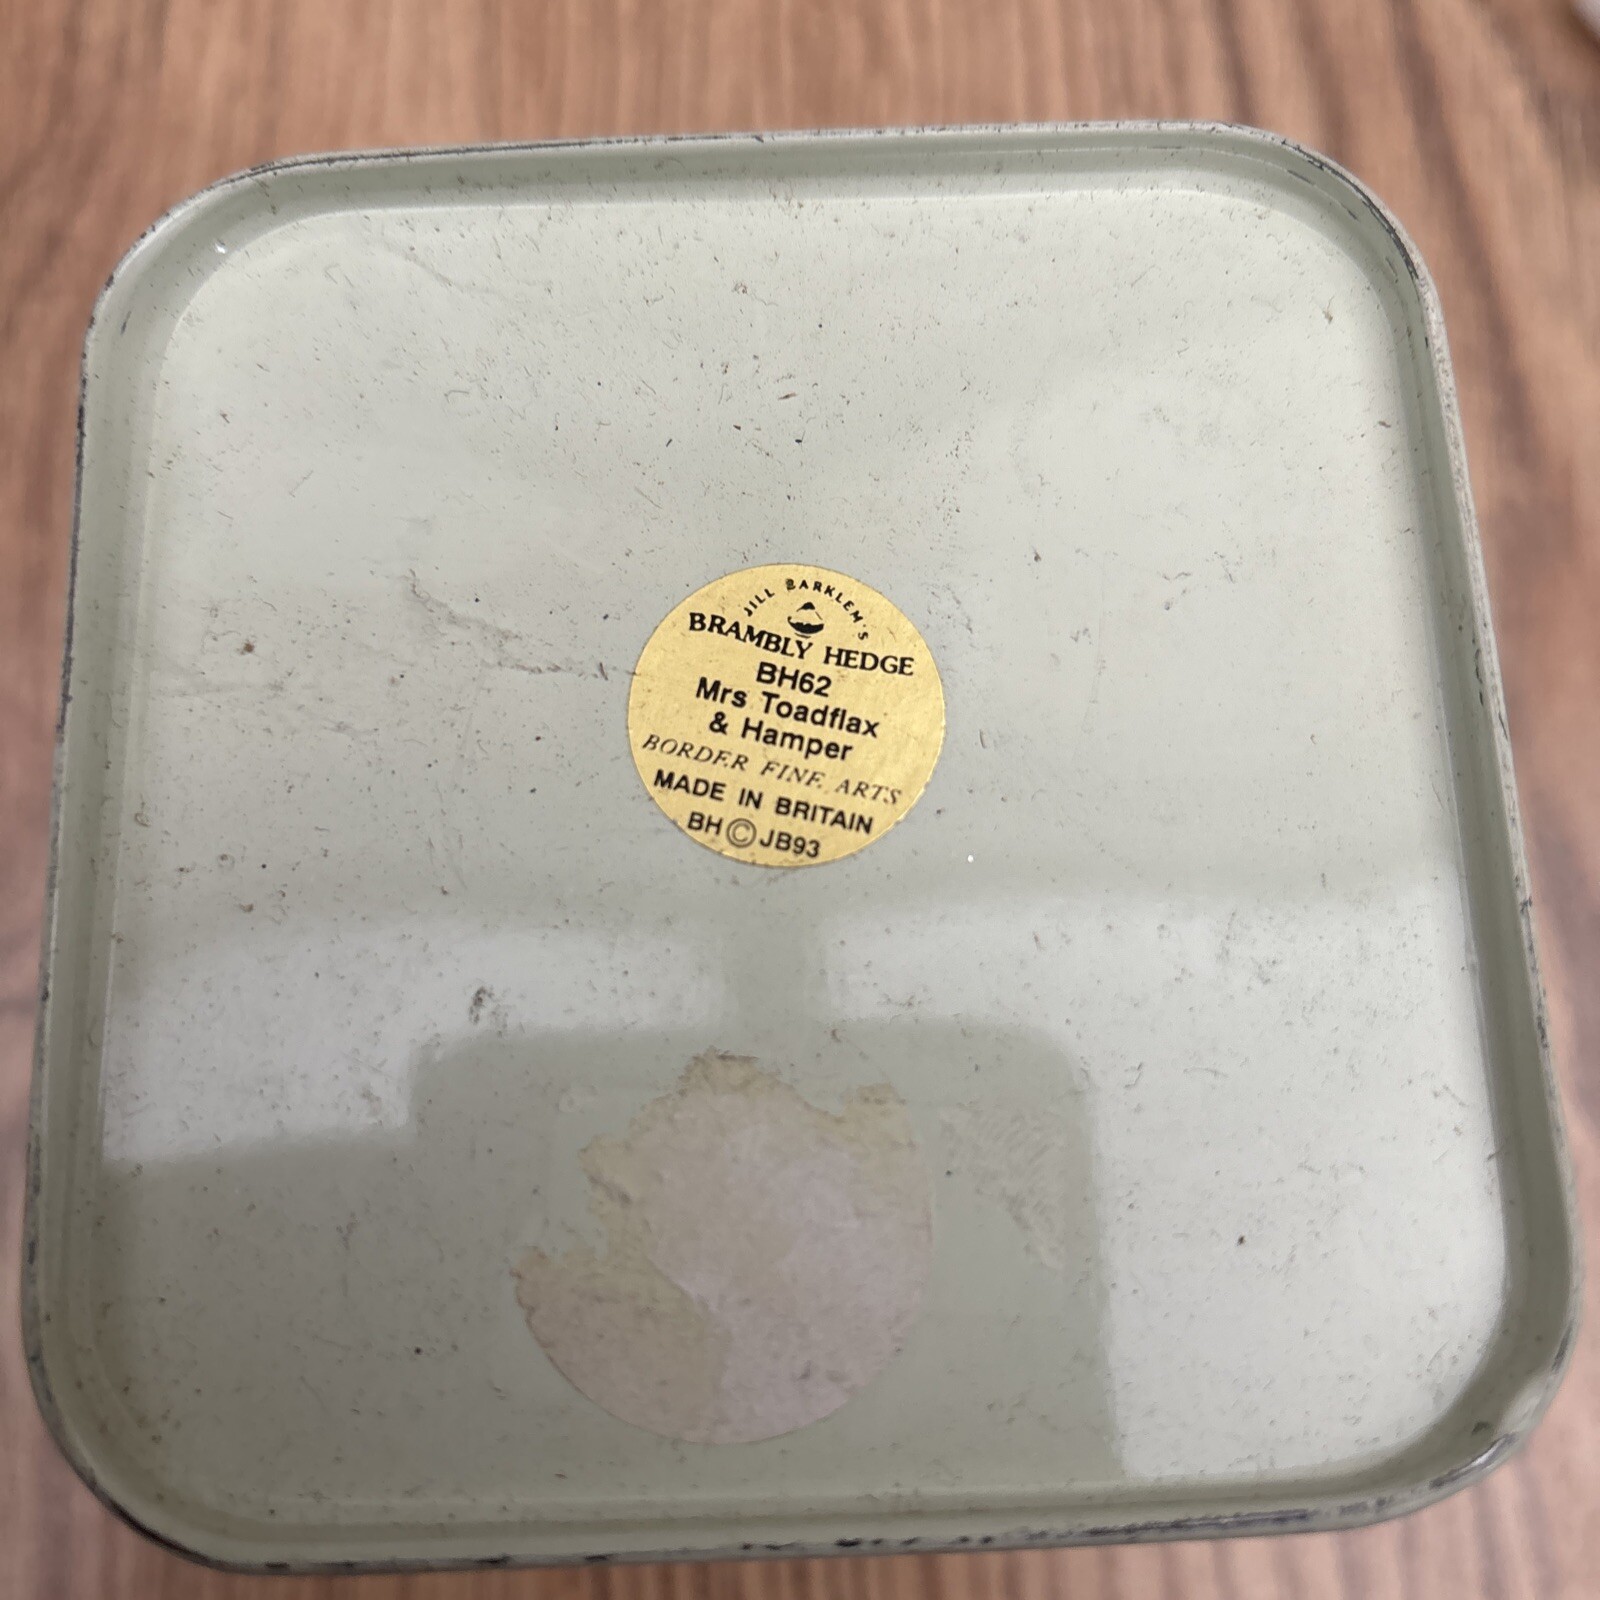 JILL BARKLEM'S
BRAMBLY HEDGE
BH62
Mrs Toadflax
& Hamper
BORDER FINE ARTS
MADE IN BRITAIN
BH © JB93